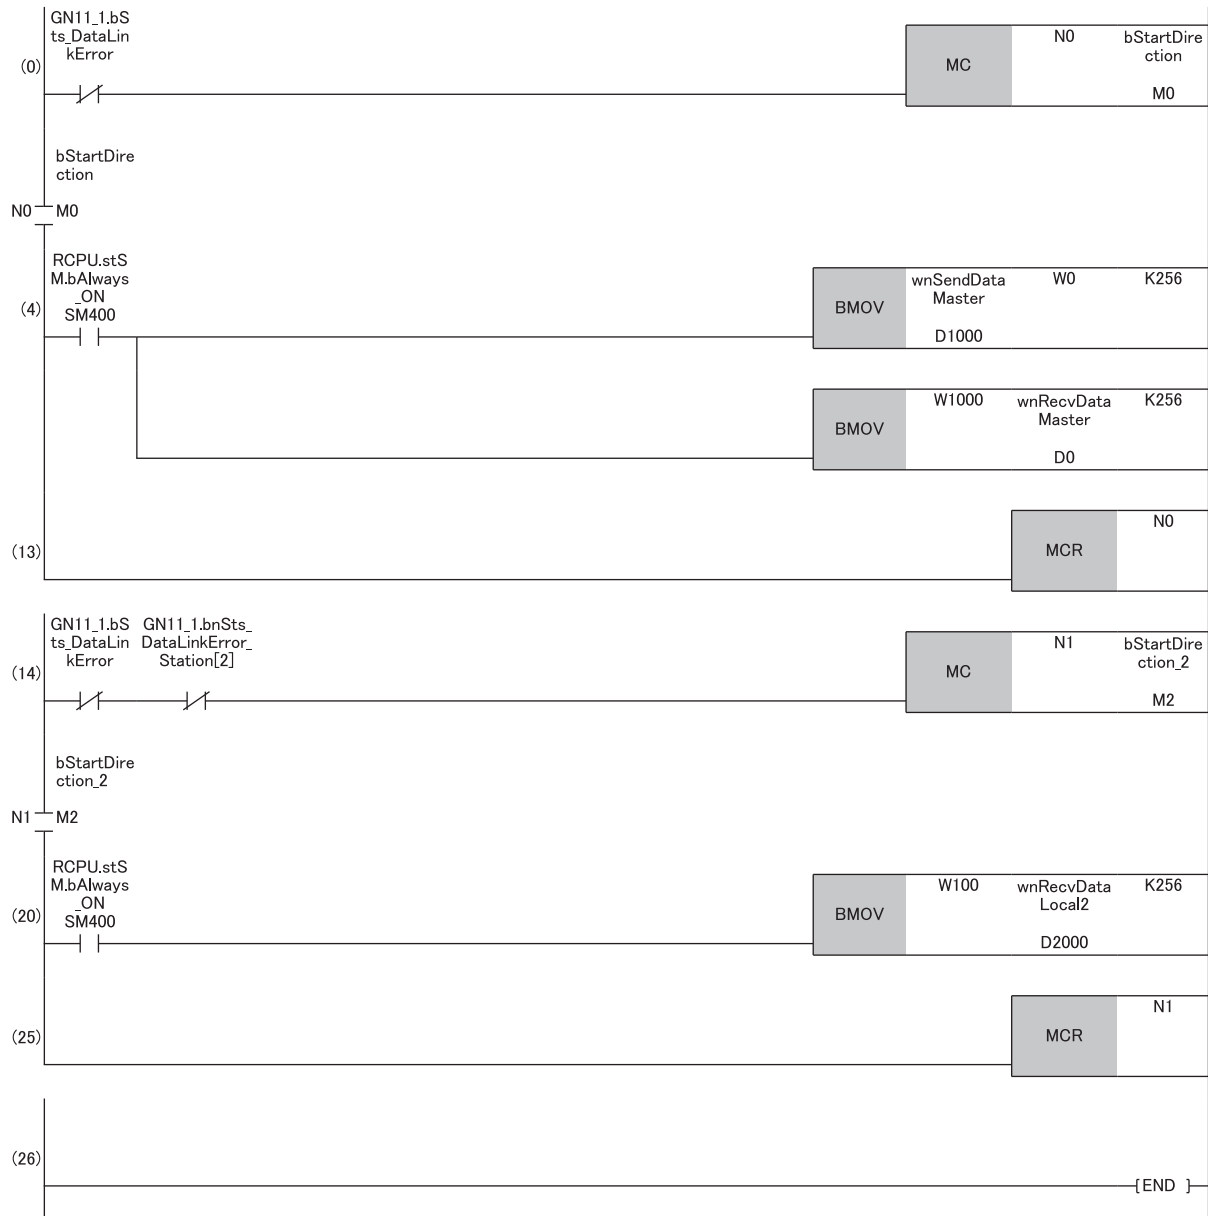 GN11_1.bS
ts_DataLin
kError
(0)
MC
N0
bStartDire
ction
M0
bStartDire
ction
N0
M0
RCPU.stS
M.bAlways
_ON
SM400
(4)
BMOV
wnSendData
Master
D1000
W0
K256
BMOV
W1000
wnRecvData
Master
D0
K256
(13)
MCR
N0
GN11_1.bS
ts_DataLin
kError
GN11_1.bnSts_
DataLinkError_
Station[2]
(14)
MC
N1
bStartDire
ction_2
M2
bStartDire
ction_2
N1
M2
RCPU.stS
M.bAlways
_ON
SM400
(20)
BMOV
W100
wnRecvData
Local2
D2000
K256
(25)
MCR
N1
(26)
[END ]